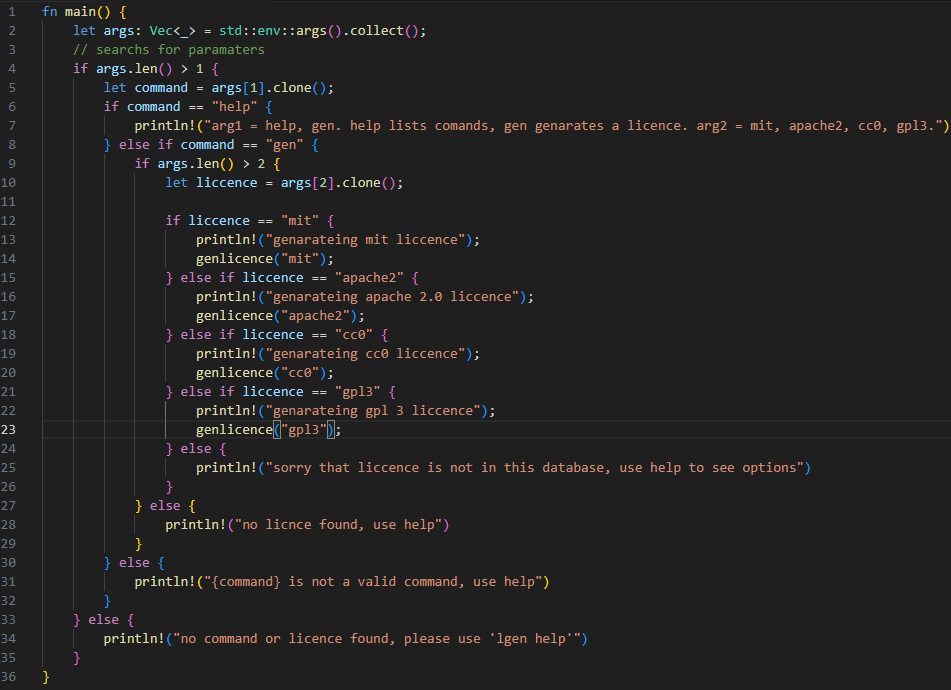 1 fn main() {
2 let args: Vec<_> = std::env::args().collect();
3 // searchs for paramaters
4 if args.len() > 1 {
5 let command = args[1].clone();
6 if command == "help" {
7 println!("arg1 = help, gen. help lists comands, gen genarates a licence. arg2 = mit, apache2, cc0, gpl3.")
8 } else if command == "gen" {
9 if args.len() > 2 {
10 let liccence = args[2].clone();
11
12 if liccence == "mit" {
13 println!("genarateing mit liccence");
14 genlicence("mit");
15 } else if liccence == "apache2" {
16 println!("genarateing apache 2.0 liccence");
17 genlicence("apache2");
18 } else if liccence == "cc0" {
19 println!("genarateing cc0 liccence");
20 genlicence("cc0");
21 } else if liccence == "gpl3" {
22 println!("genarateing gpl 3 liccence");
23 genlicence("gpl3");
24 } else {
25 println!("sorry that liccence is not in this database, use help to see options")
26 }
27 } else {
28 println!("no licnce found, use help")
29 }
30 } else {
31 println!("{command} is not a valid command, use help")
32 }
33 } else {
34 println!("no command or licence found, please use 'lgen help'")
35 }
36 }